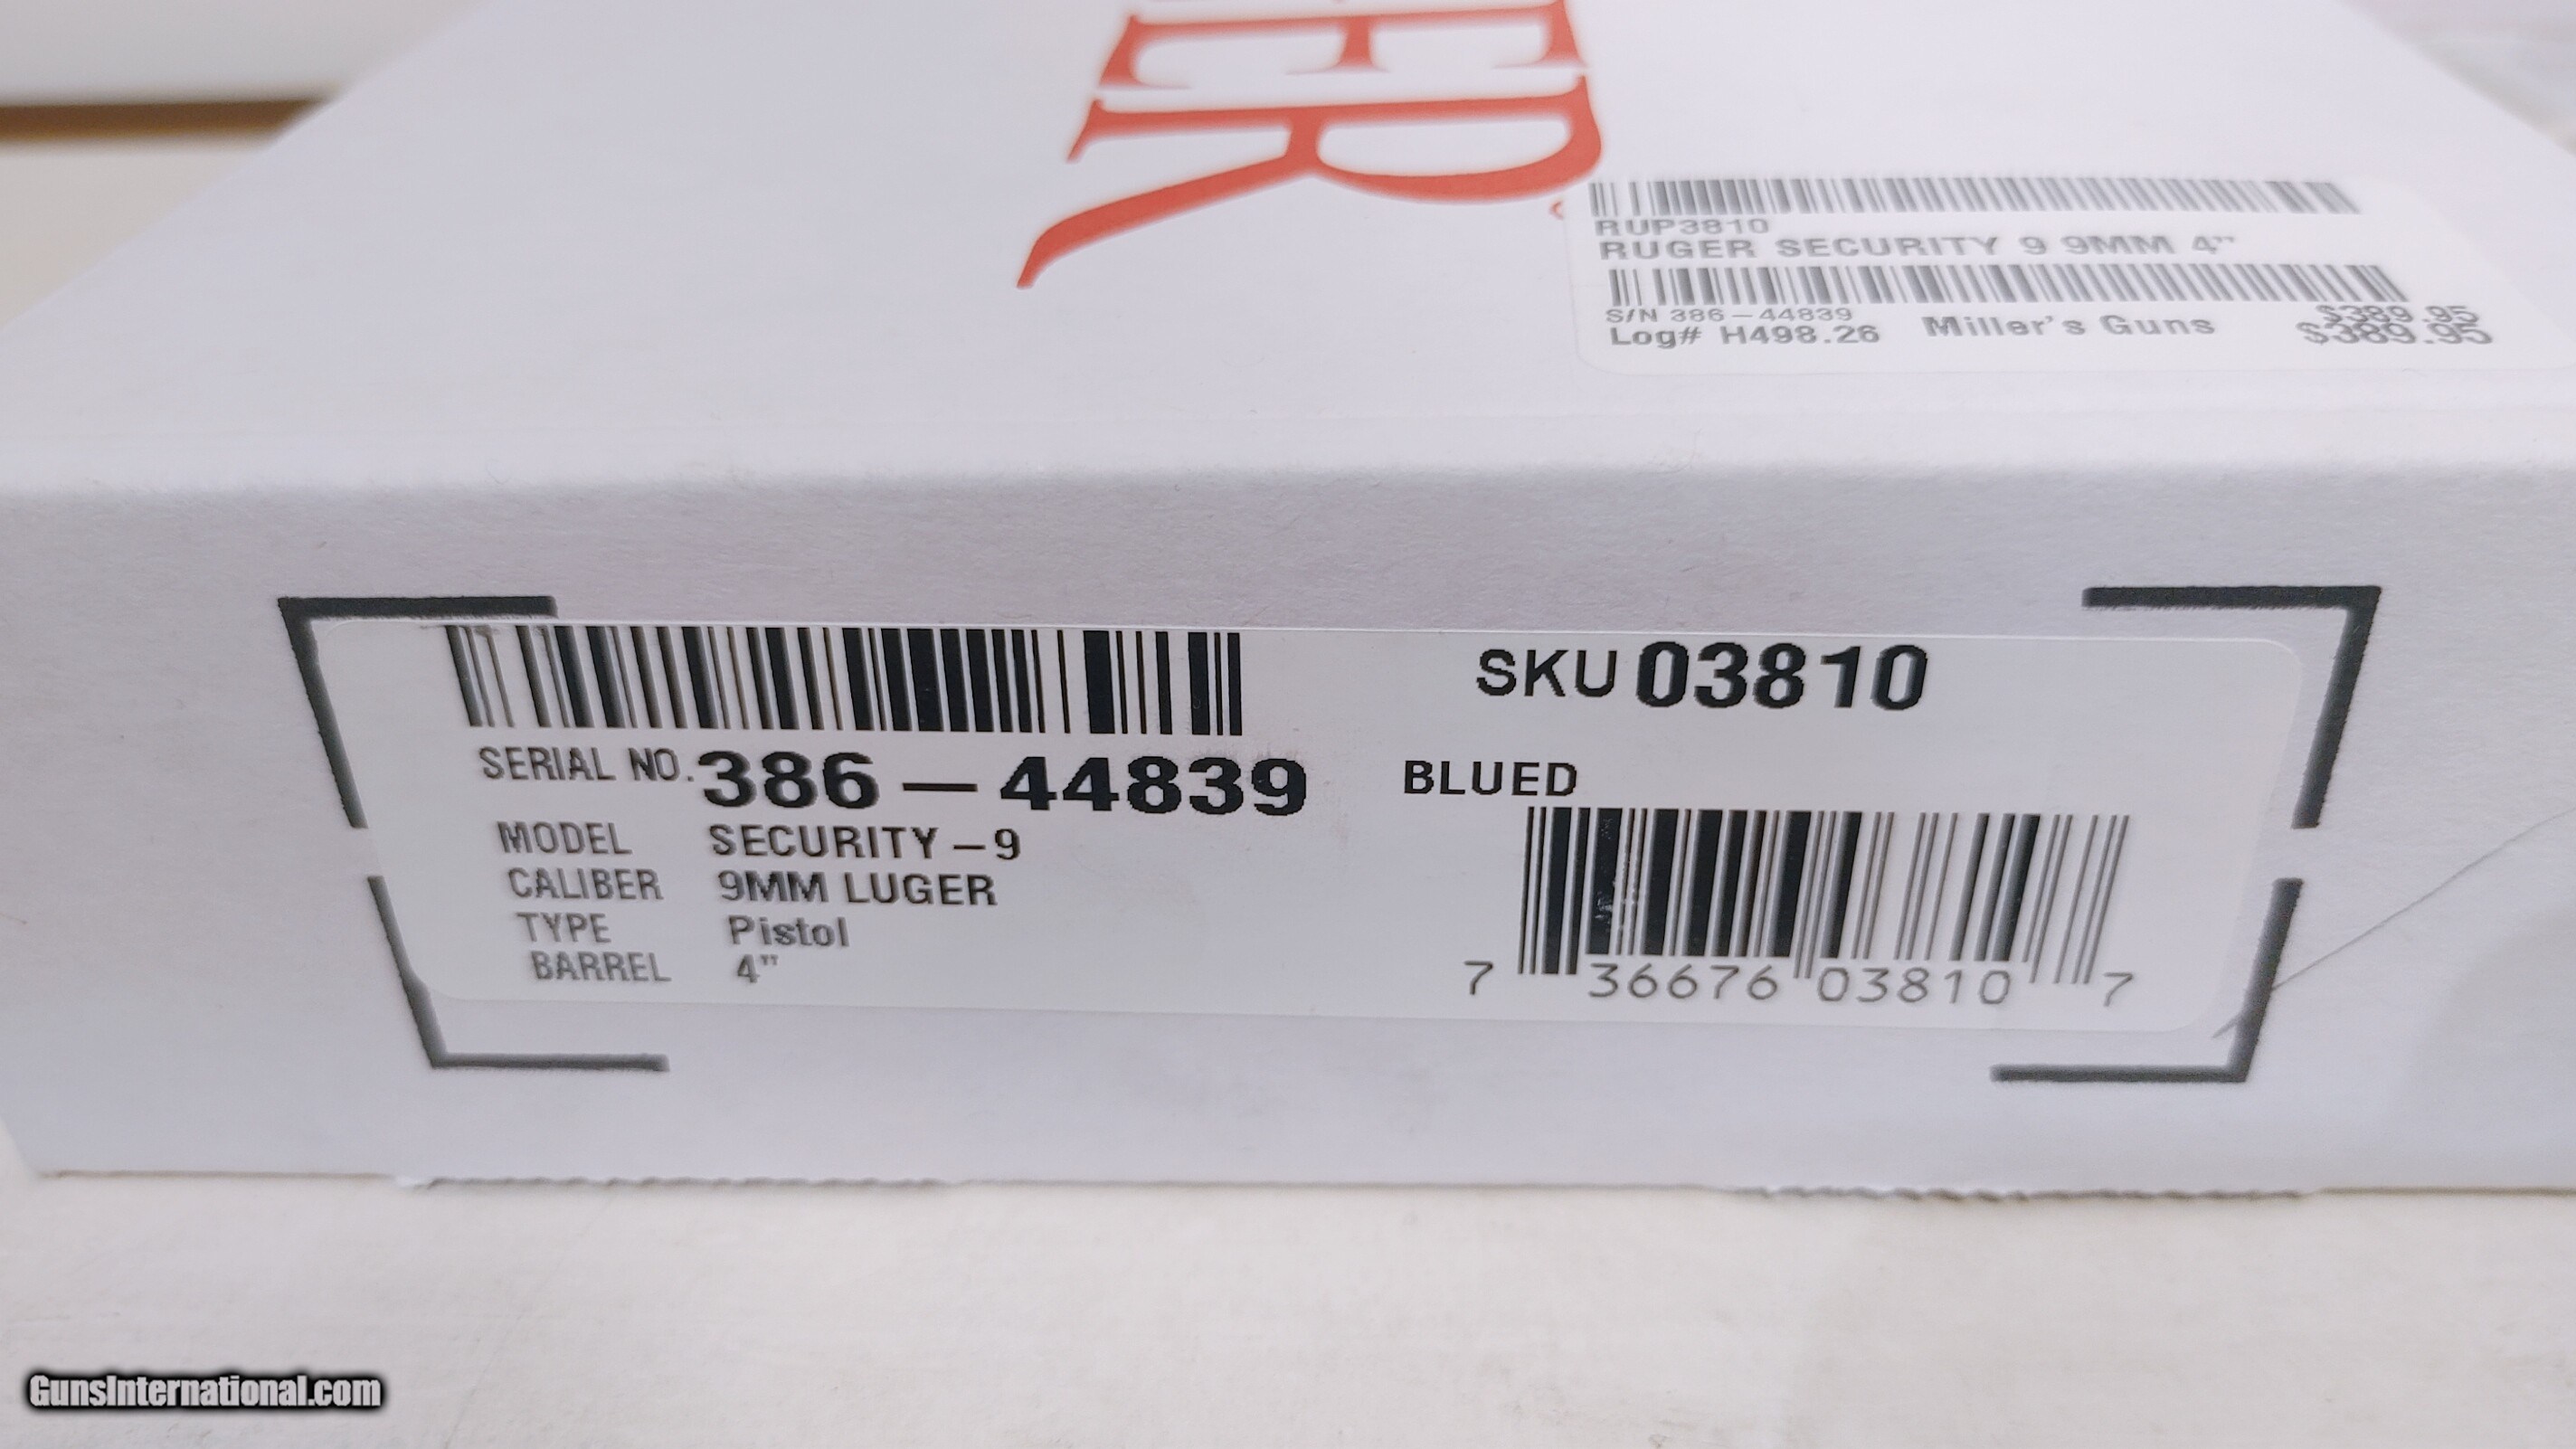 ER
RUP3810
RUGER SECURITY 9 9MM 4"
S/N 386-44839
$389.95
Log# H498.26 Miller's Guns $389.95
SKU 03810
SERIAL NO. 386-44839
BLUED
MODEL SECURITY-9
CALIBER 9MM LUGER
TYPE Pistol
BARREL 4"
7 36676 03810 7
GunsInternational.com